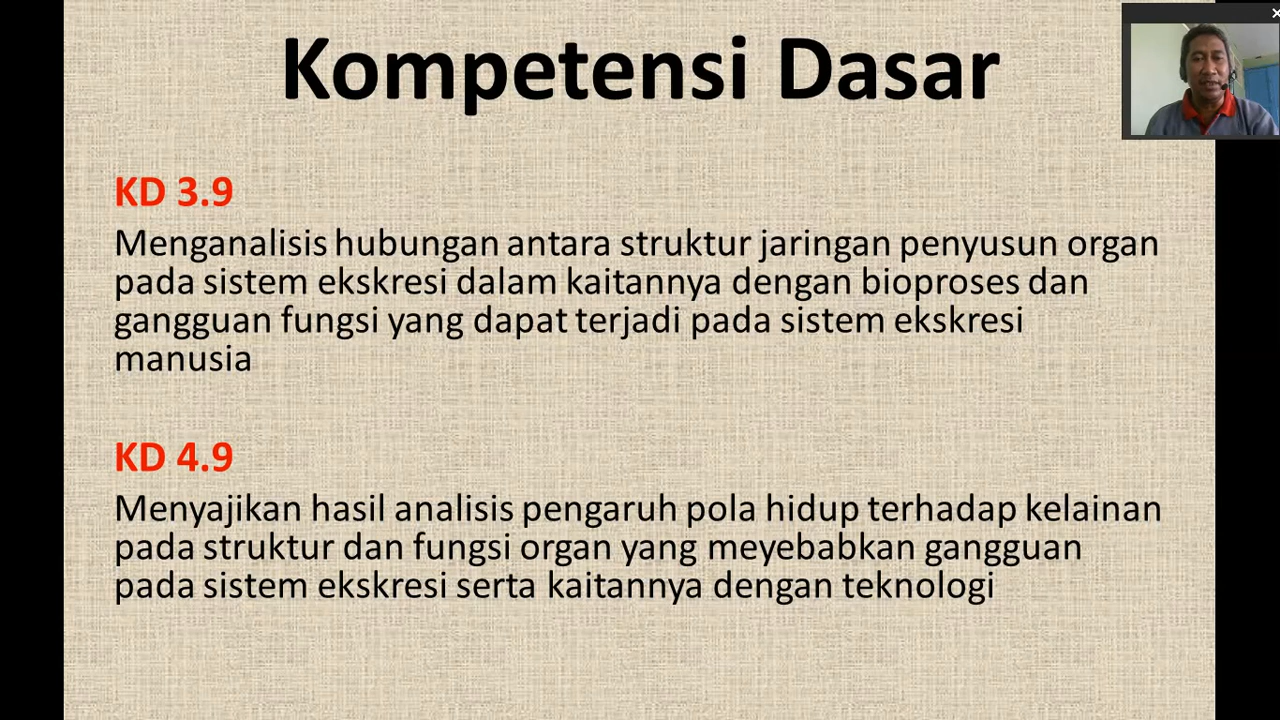 Kompetensi Dasar
KD 3.9
Menganalisis hubungan antara struktur jaringan penyusun organ
pada sistem ekskresi dalam kaitannya dengan bioproses dan
gangguan fungsi yang dapat terjadi pada sistem ekskresi
manusia
KD 4.9
Menyajikan hasil analisis pengaruh pola hidup terhadap kelainan
pada struktur dan fungsi organ yang meyebabkan gangguan
pada sistem ekskresi serta kaitannya dengan teknologi